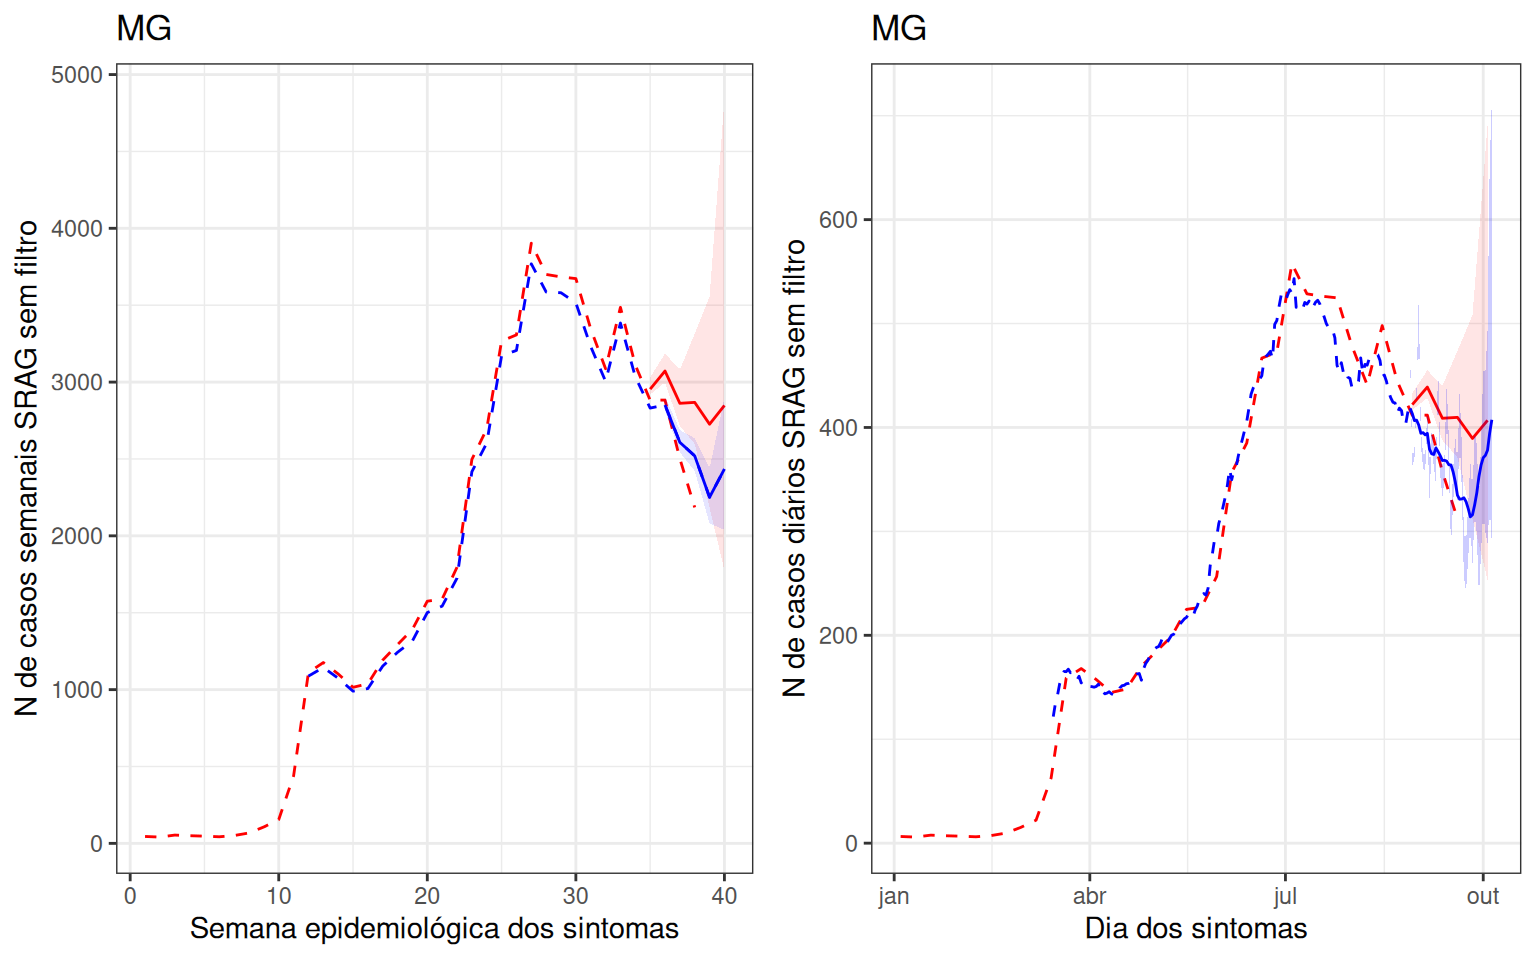 MG
5000
4000
3000
2000
1000
0
0 10 20 30 40
Semana epidemiológica dos sintomas
N de casos semanais SRAG sem filtro
MG
600
400
200
0
jan abr jul out
Dia dos sintomas
N de casos diários SRAG sem filtro